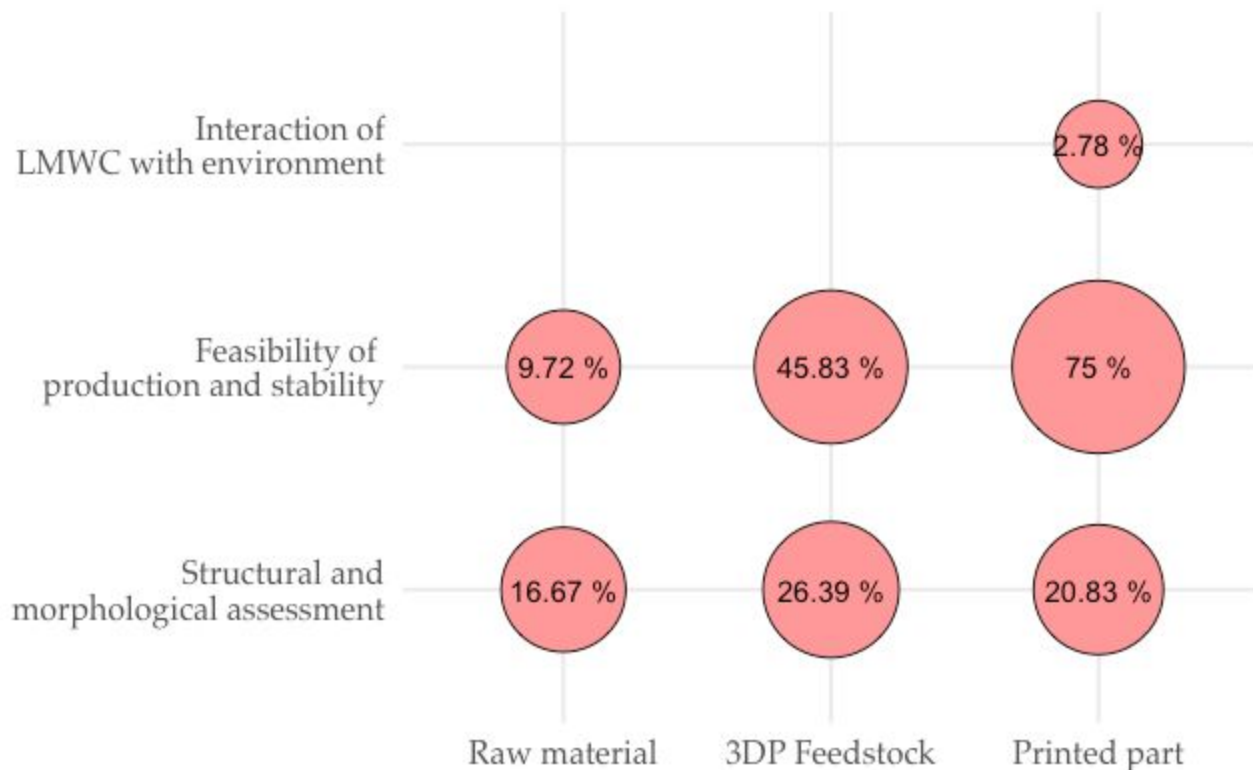 Interaction of
LMWC with environment
2.78 %
Feasibility of
production and stability
9.72 %
45.83 %
75 %
Structural and
morphological assessment
16.67 %
26.39 %
20.83 %
Raw material
3DP Feedstock
Printed part